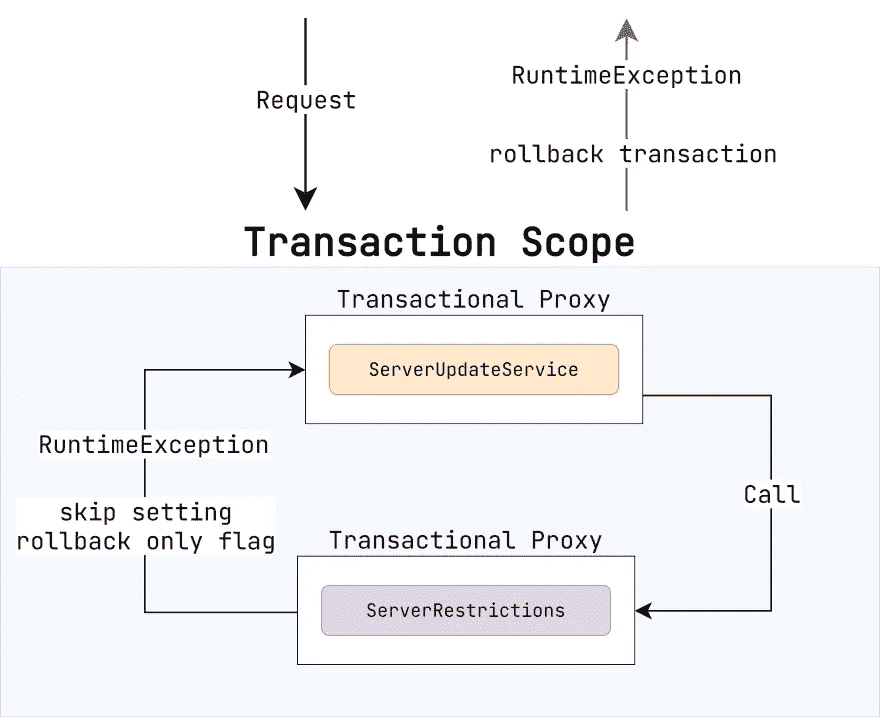 RuntimeException
Request
rollback transaction
Transaction Scope
Transactional Proxy
ServerUpdateService
RuntimeException
Call
skip setting
rollback only flag
Transactional Proxy
ServerRestrictions